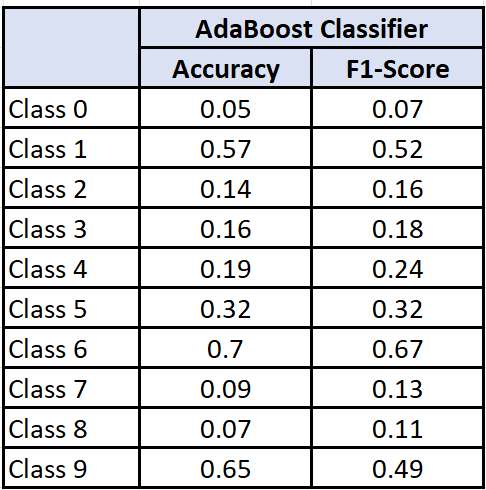 AdaBoost Classifier
Accuracy F1-Score
Class 0 0.05 0.07
Class 1 0.57 0.52
Class 2 0.14 0.16
Class 3 0.16 0.18
Class 4 0.19 0.24
Class 5 0.32 0.32
Class 6 0.7 0.67
Class 7 0.09 0.13
Class 8 0.07 0.11
Class 9 0.65 0.49